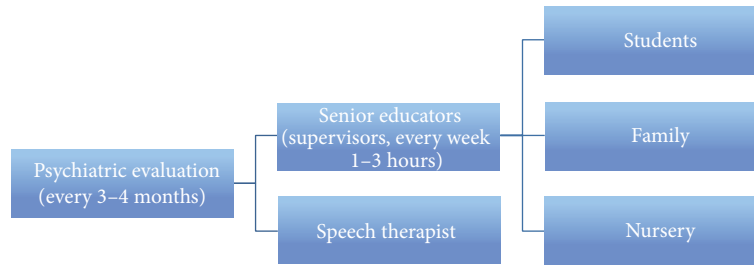 Psychiatric evaluation
(every 3–4 months)
Senior educators
(supervisors, every week
1–3 hours)
Speech therapist
Students
Family
Nursery